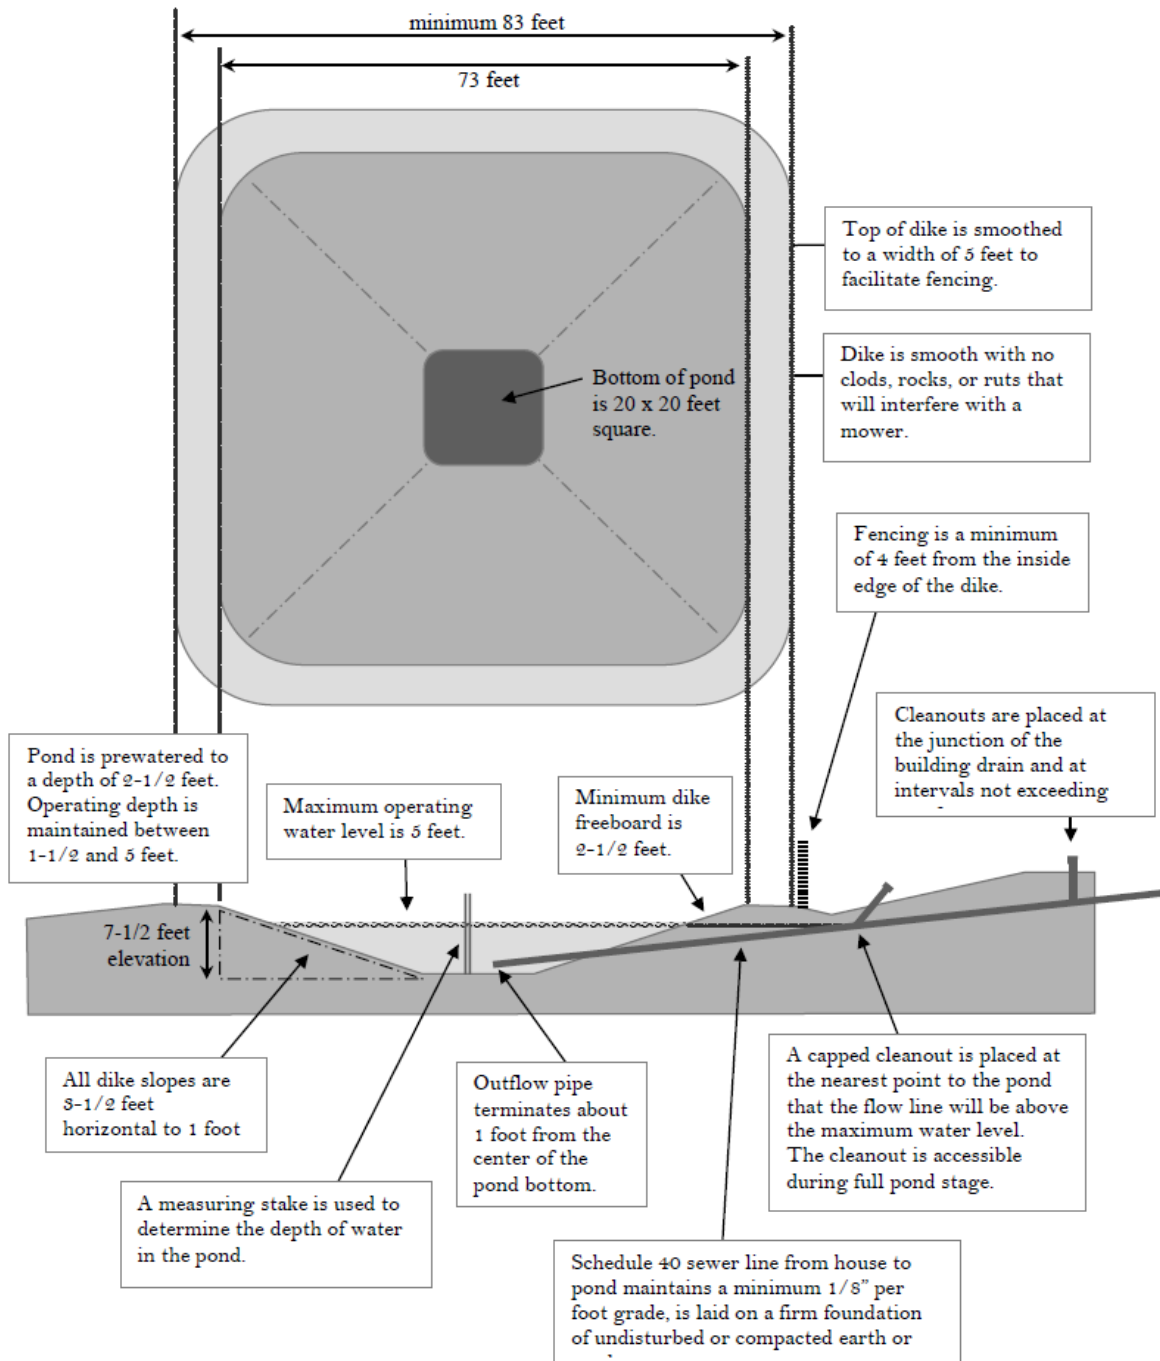 minimum 83 feet
73 feet
Top of dike is smoothed
to a width of 5 feet to
facilitate fencing.
Dike is smooth with no
clods, rocks, or ruts that
will interfere with a
mower.
Bottom of pond
is 20 x 20 feet
square.
Fencing is a minimum
of 4 feet from the inside
edge of the dike.
Cleanouts are placed at
the junction of the
building drain and at
intervals not exceeding
Pond is prewatered to
a depth of 2-1/2 feet.
Operating depth is
maintained between
1-1/2 and 5 feet.
Maximum operating
water level is 5 feet.
Minimum dike
freeboard is
2-1/2 feet.
7-1/2 feet
elevation
All dike slopes are
3-1/2 feet
horizontal to 1 foot
A measuring stake is used to
determine the depth of water
in the pond.
Outflow pipe
terminates about
1 foot from the
center of the
pond bottom.
A capped cleanout is placed at
the nearest point to the pond
that the flow line will be above
the maximum water level.
The cleanout is accessible
during full pond stage.
Schedule 40 sewer line from house to
pond maintains a minimum 1/8” per
foot grade, is laid on a firm foundation
of undisturbed or compacted earth or